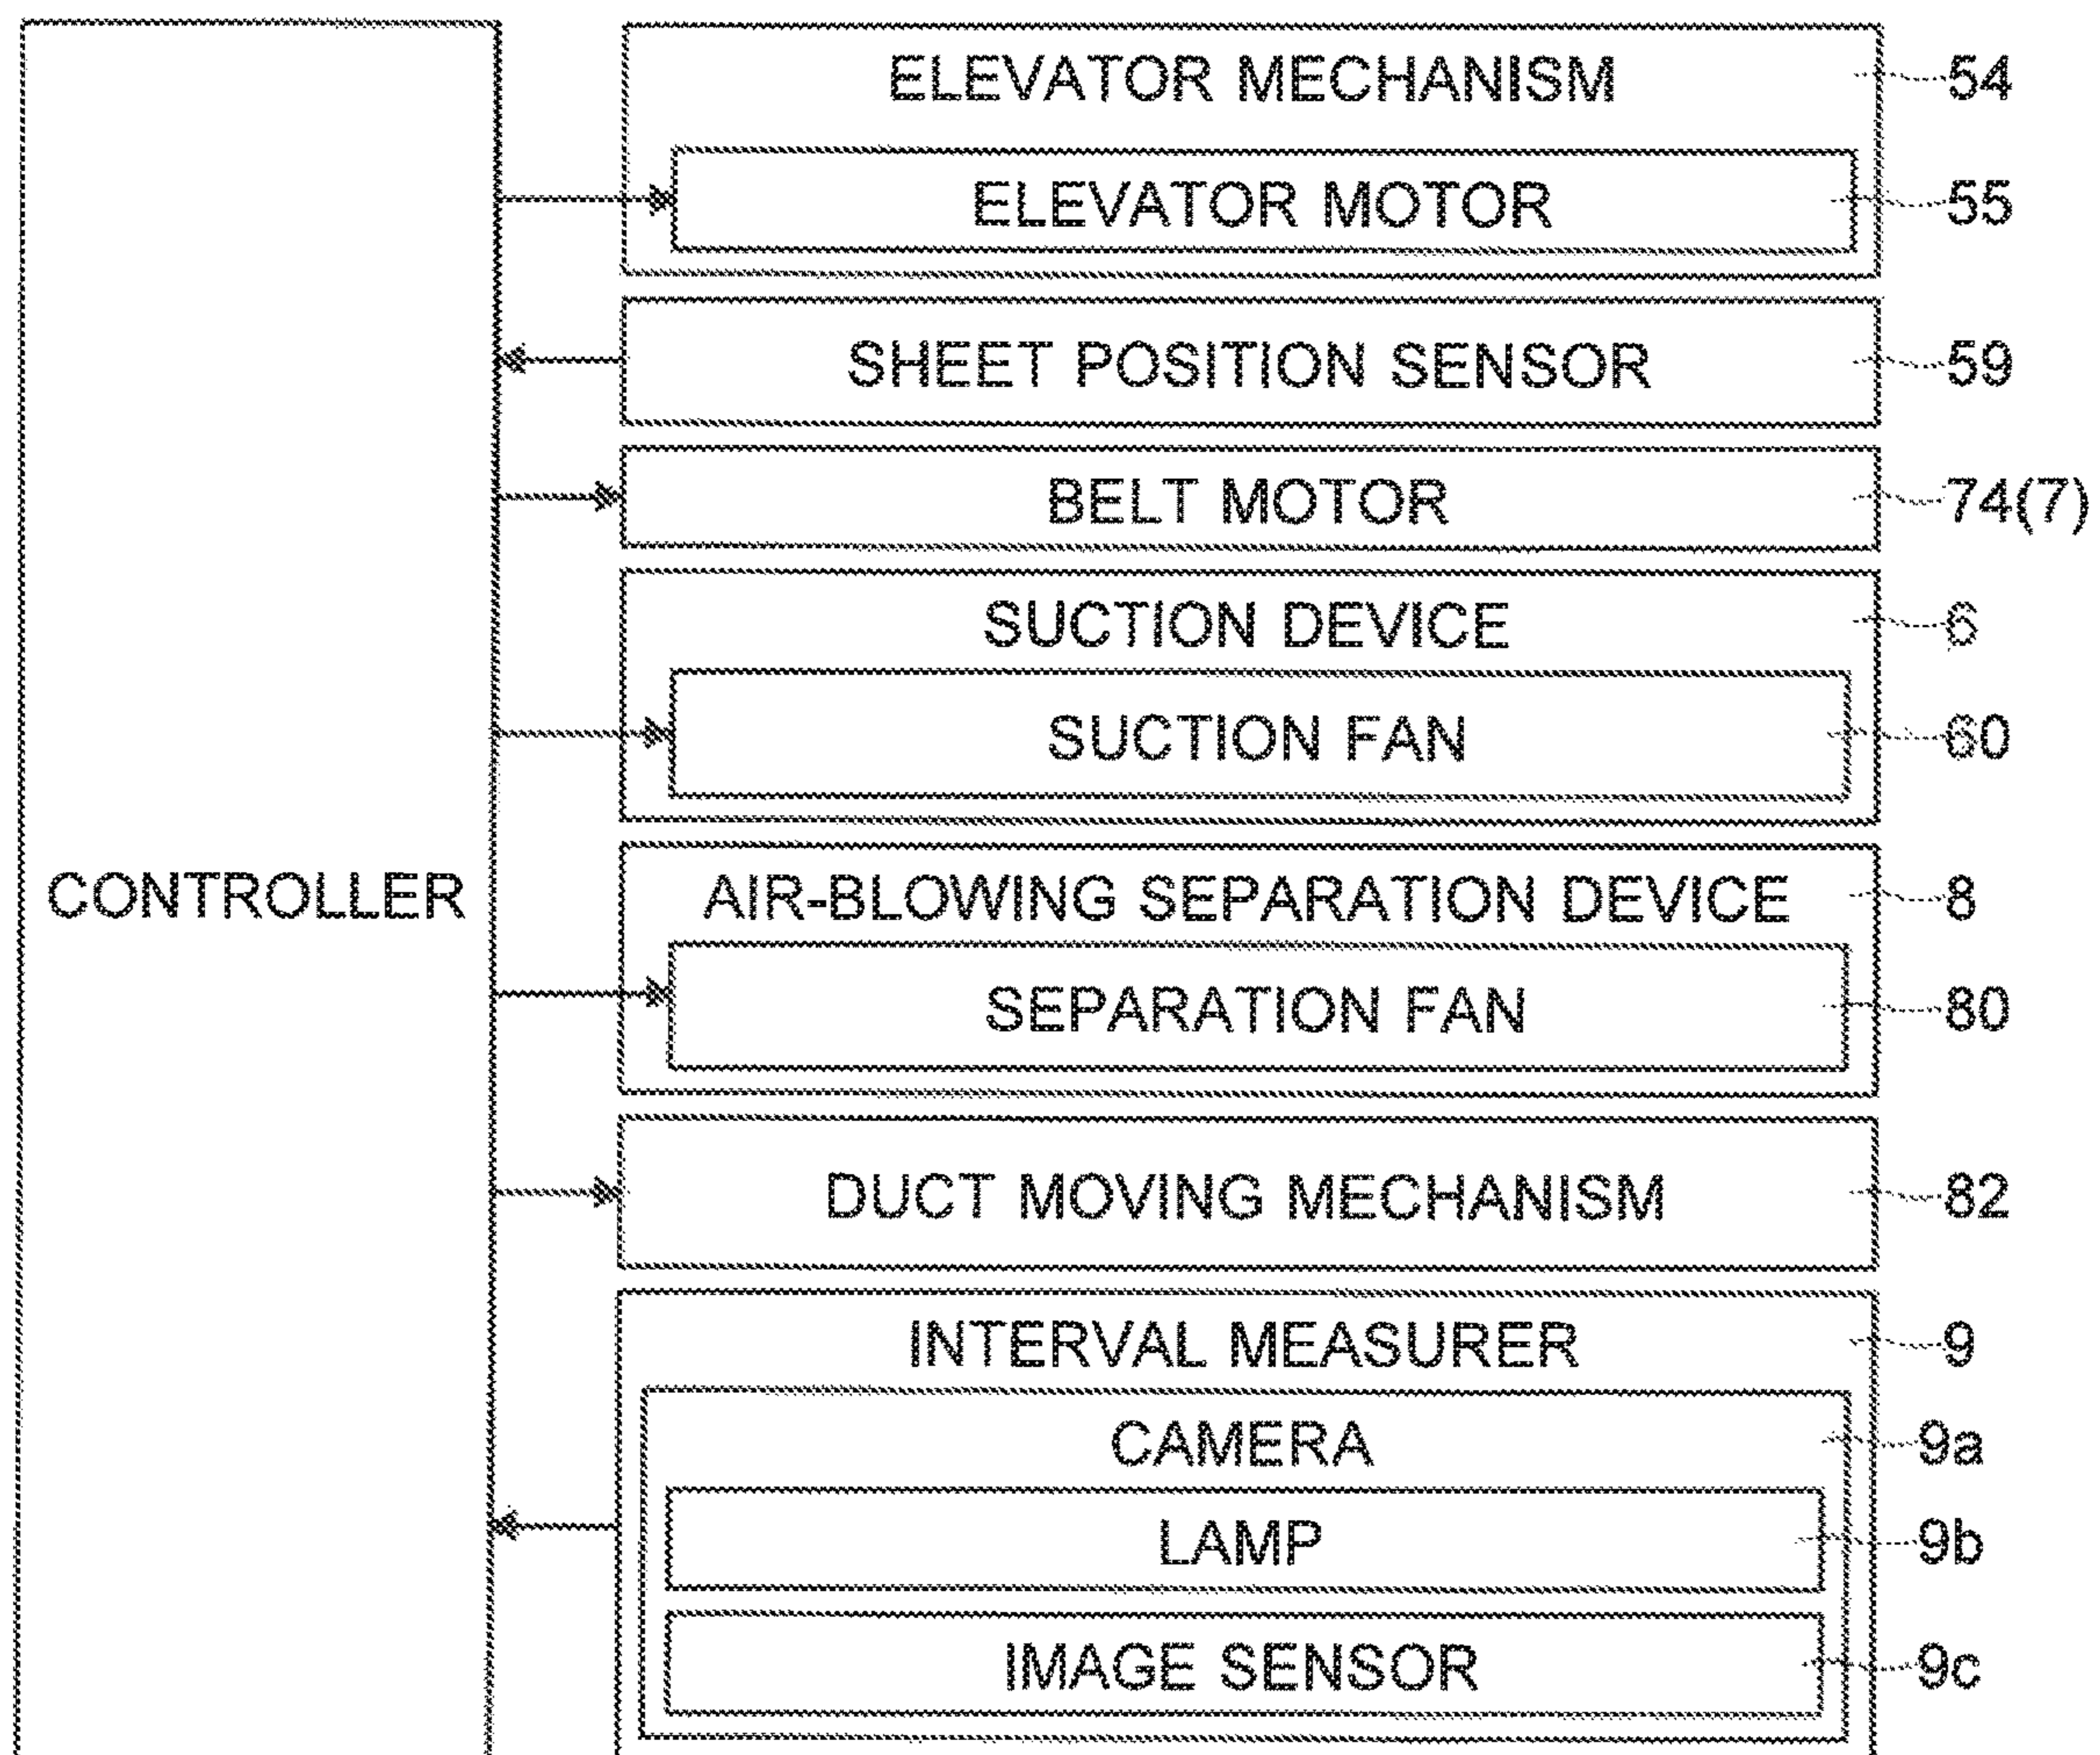 ELEVATOR MECHANISM 54
ELEVATOR MOTOR 55
SHEET POSITION SENSOR 59
BELT MOTOR 74(7)
SUCTION DEVICE 6
SUCTION FAN 60
CONTROLLER
AIR-BLOWING SEPARATION DEVICE 8
SEPARATION FAN 80
DUCT MOVING MECHANISM 82
INTERVAL MEASURER 9
CAMERA 9a
LAMP 9b
IMAGE SENSOR 9c